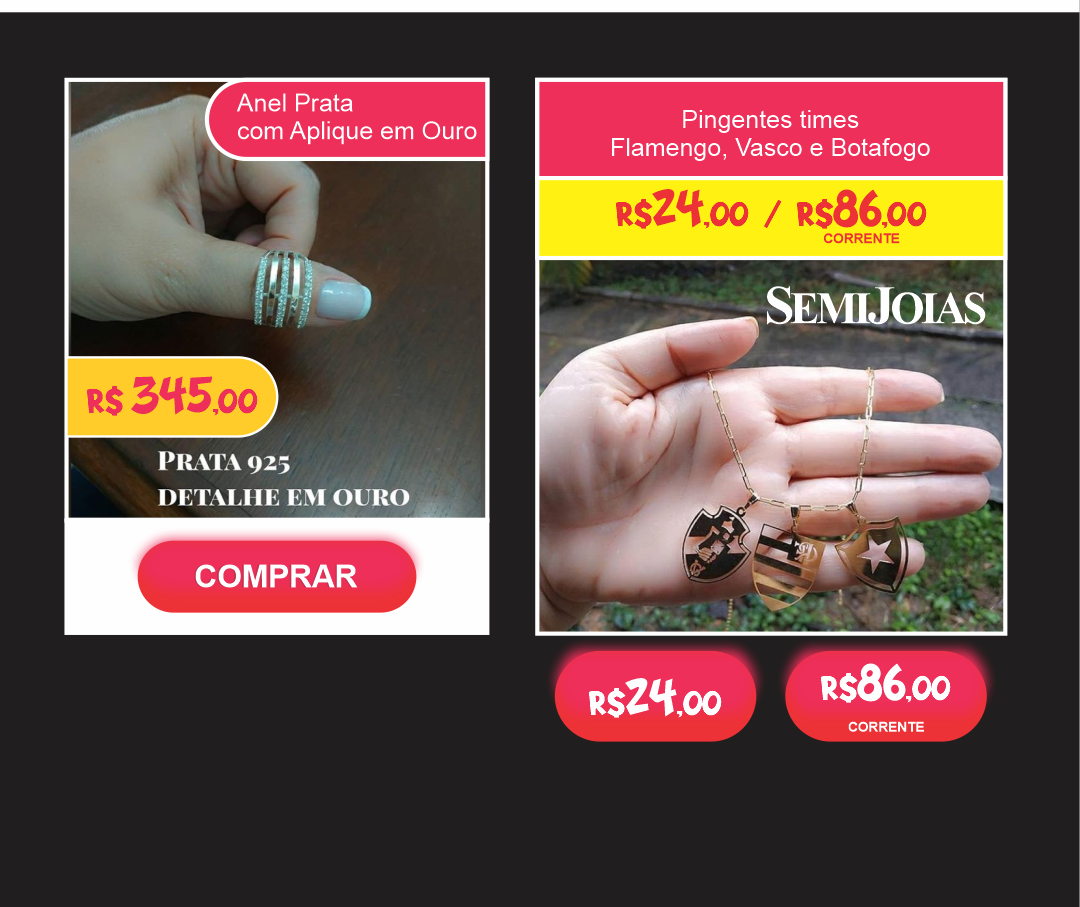 Anel Prata
com Aplique em Ouro
R$ 345,00
PRATA 925
DETALHE EM OURO
COMPRAR
Pingentes times
Flamengo, Vasco e Botafogo
R$24,00 / R$86,00
CORRENTE
SEMIJOIAS
R$24,00
R$86,00
CORRENTE